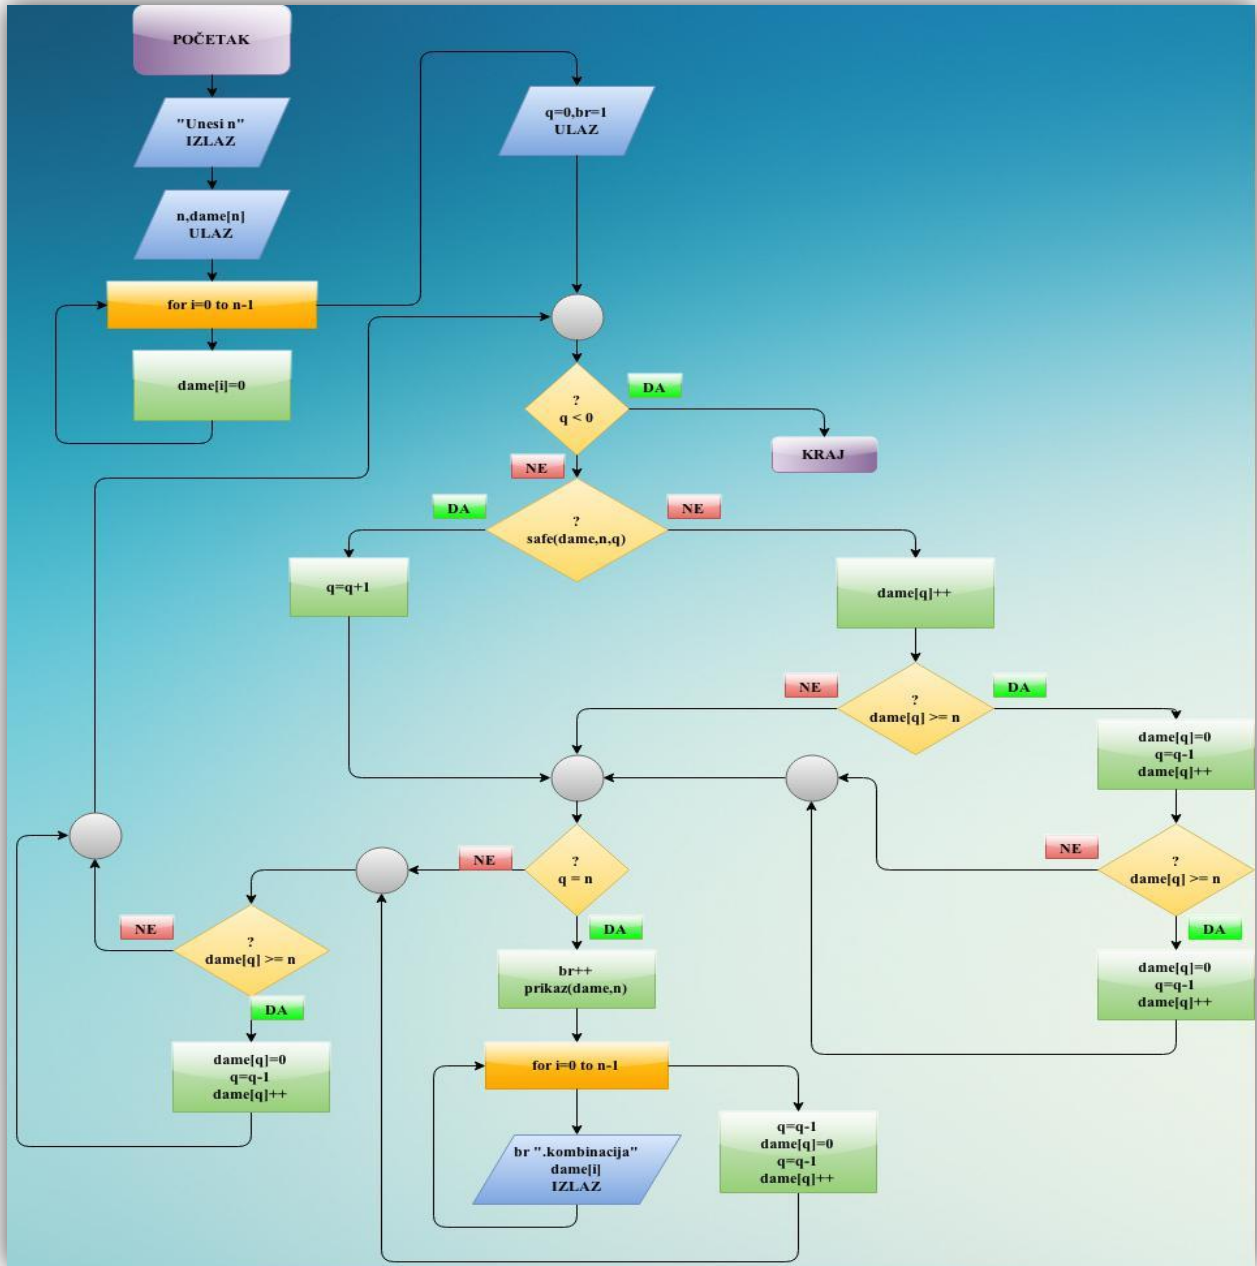 POČETAK
"Unesi n"
IZLAZ
n,dame[n]
ULAZ
for i=0 to n-1
dame[i]=0
q=0,br=1
ULAZ
?
q < 0
DA
KRAJ
NE
?
safe(dame,n,q)
DA
NE
q=q+1
dame[q]++
?
dame[q] >= n
NE
DA
dame[q]=0
q=q-1
dame[q]++
?
dame[q] >= n
NE
DA
dame[q]=0
q=q-1
dame[q]++
?
q = n
NE
DA
?
dame[q] >= n
NE
DA
dame[q]=0
q=q-1
dame[q]++
br++
prikaz(dame,n)
for i=0 to n-1
br ".kombinacija"
dame[i]
IZLAZ
q=q-1
dame[q]=0
q=q-1
dame[q]++